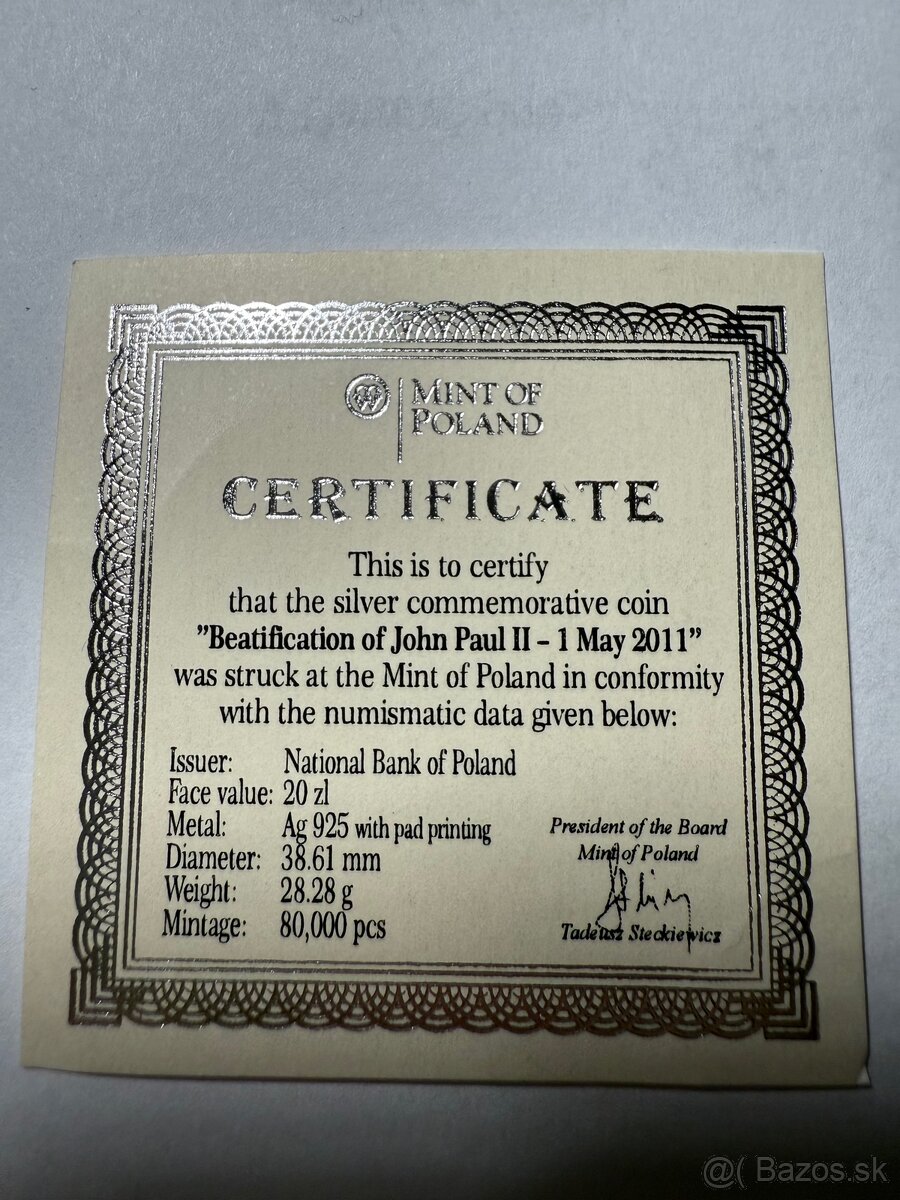 MINT OF
POLAND
CERTIFICATE
This is to certify
that the silver commemorative coin
”Beatification of John Paul II – 1 May 2011”
was struck at the Mint of Poland in conformity
with the numismatic data given below:
Issuer: National Bank of Poland
Face value: 20 zl
Metal: Ag 925 with pad printing
Diameter: 38.61 mm
Weight: 28.28 g
Mintage: 80,000 pcs
President of the Board
Mint of Poland
Tadeusz Steckiewicz
@( Bazos.sk